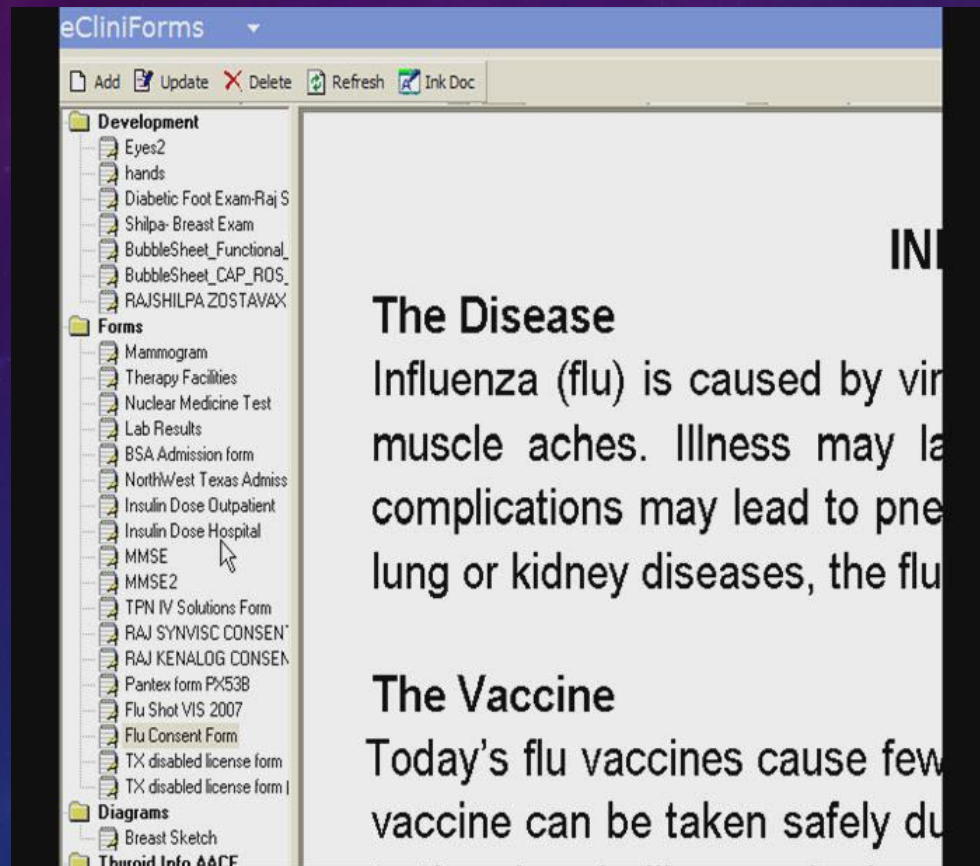 eCliniForms
Add Update Delete Refresh Ink Doc
Development
Eyes2
hands
Diabetic Foot Exam-Raj S
Shilpa- Breast Exam
BubbleSheet_Functional_
BubbleSheet_CAP_ROS_
RAJSHILPA ZOSTAVAX
Forms
Mammogram
Therapy Facilities
Nuclear Medicine Test
Lab Results
BSA Admission form
NorthWest Texas Admiss
Insulin Dose Outpatient
Insulin Dose Hospital
MMSE
MMSE2
TPN IV Solutions Form
RAJ SYNVISC CONSENT
RAJ KENALOG CONSEN
Pantex form PX53B
Flu Shot VIS 2007
Flu Consent Form
TX disabled license form
TX disabled license form
Diagrams
Breast Sketch
Thyroid Info AACE
The Disease
Influenza (flu) is caused by vir
muscle aches. Illness may la
complications may lead to pne
lung or kidney diseases, the flu
The Vaccine
Today's flu vaccines cause few
vaccine can be taken safely du